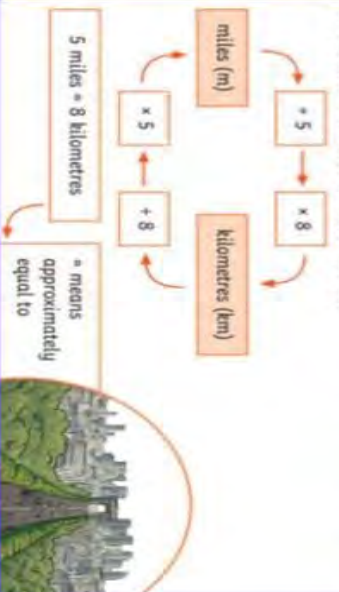 miles (m)
÷ 5
× 8
kilometres (km)
÷ 8
× 5
5 miles ≈ 8 kilometres
≈ means
approximately
equal to